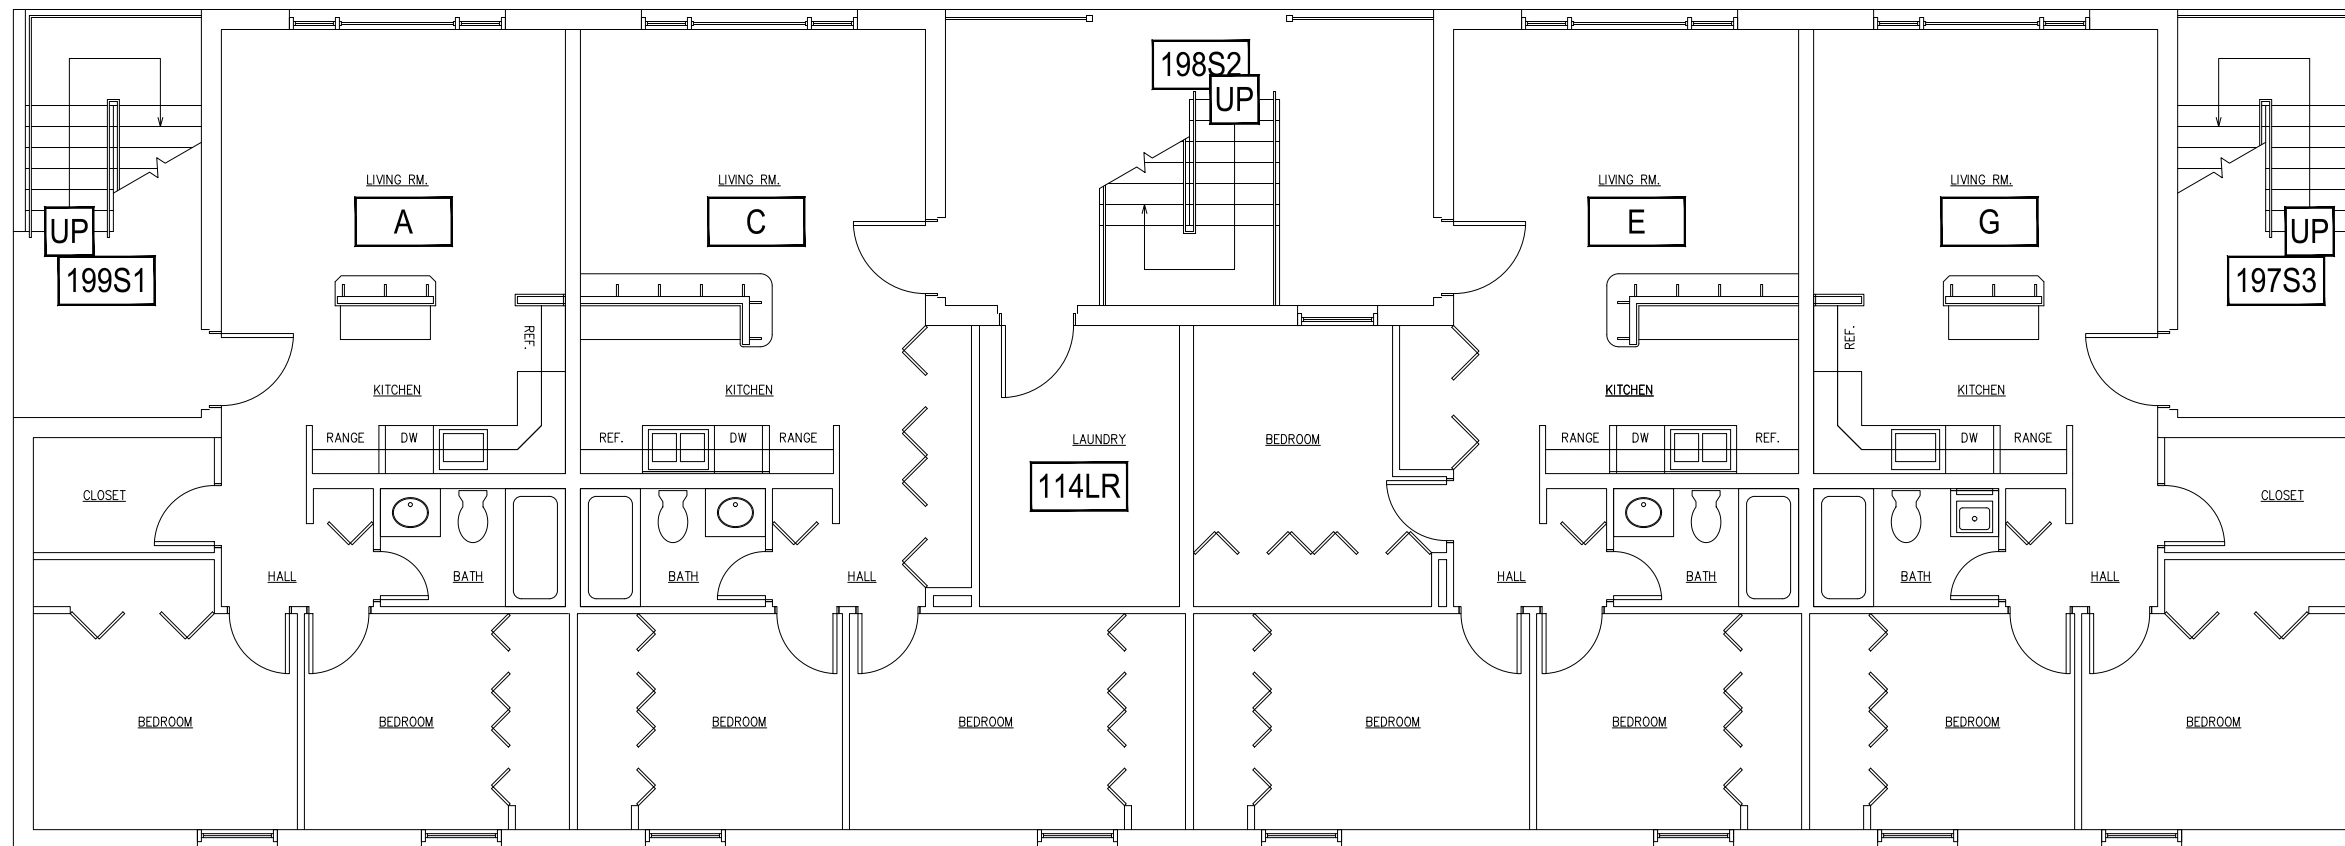 198S2
UP
LIVING RM.
LIVING RM.
LIVING RM.
LIVING RM.
A
C
E
G
UP
199S1
UP
197S3
REF.
REF.
KITCHEN
KITCHEN
KITCHEN
KITCHEN
RANGE DW
REF. DW RANGE
LAUNDRY
BEDROOM
RANGE DW REF.
DW RANGE
114LR
CLOSET
CLOSET
HALL
BATH
BATH
HALL
HALL
BATH
BATH
HALL
BEDROOM
BEDROOM
BEDROOM
BEDROOM
BEDROOM
BEDROOM
BEDROOM
BEDROOM